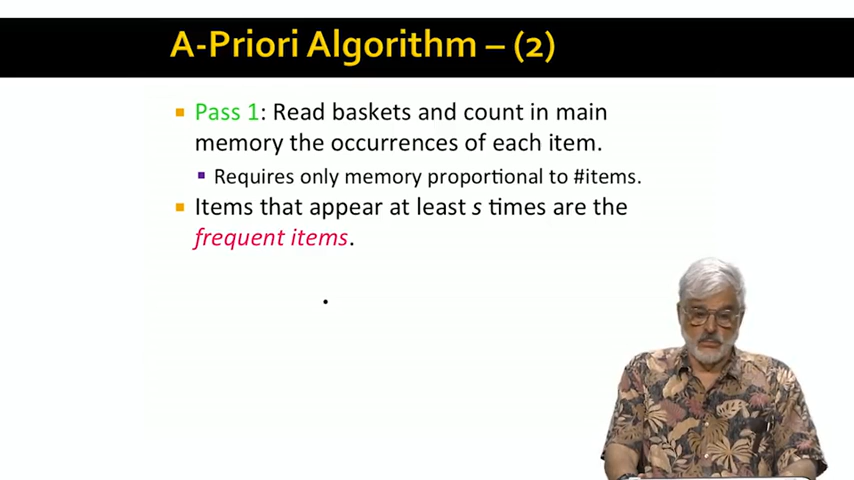 A-Priori Algorithm – (2)
Pass 1: Read baskets and count in main
memory the occurrences of each item.
Requires only memory proportional to #items.
Items that appear at least s times are the
frequent items.